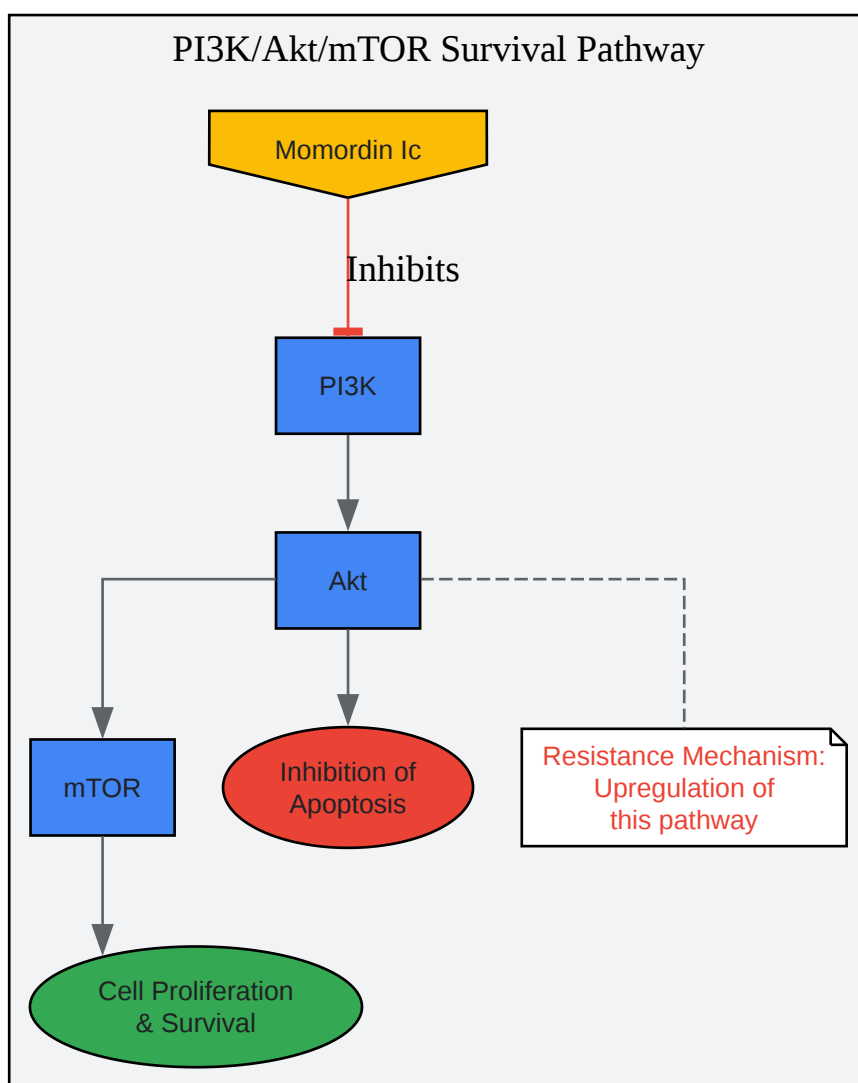 PI3K/Akt/mTOR Survival Pathway
Momordin Ic
Inhibits
PI3K
Akt
mTOR
Inhibition of
Apoptosis
Resistance Mechanism:
Upregulation of
this pathway
Cell Proliferation
& Survival